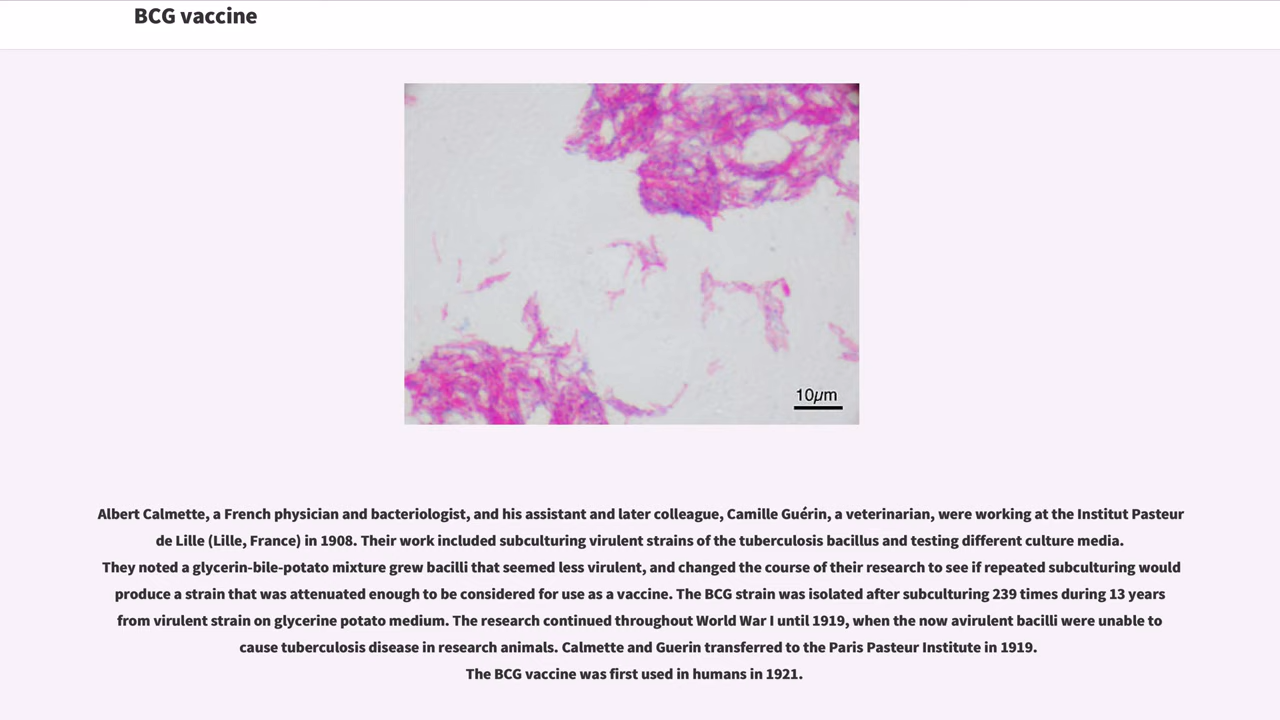 BCG vaccine
10μm
Albert Calmette, a French physician and bacteriologist, and his assistant and later colleague, Camille Guérin, a veterinarian, were working at the Institut Pasteur
de Lille (Lille, France) in 1908. Their work included subculturing virulent strains of the tuberculosis bacillus and testing different culture media.
They noted a glycerin-bile-potato mixture grew bacilli that seemed less virulent, and changed the course of their research to see if repeated subculturing would
produce a strain that was attenuated enough to be considered for use as a vaccine. The BCG strain was isolated after subculturing 239 times during 13 years
from virulent strain on glycerine potato medium. The research continued throughout World War I until 1919, when the now avirulent bacilli were unable to
cause tuberculosis disease in research animals. Calmette and Guerin transferred to the Paris Pasteur Institute in 1919.
The BCG vaccine was first used in humans in 1921.